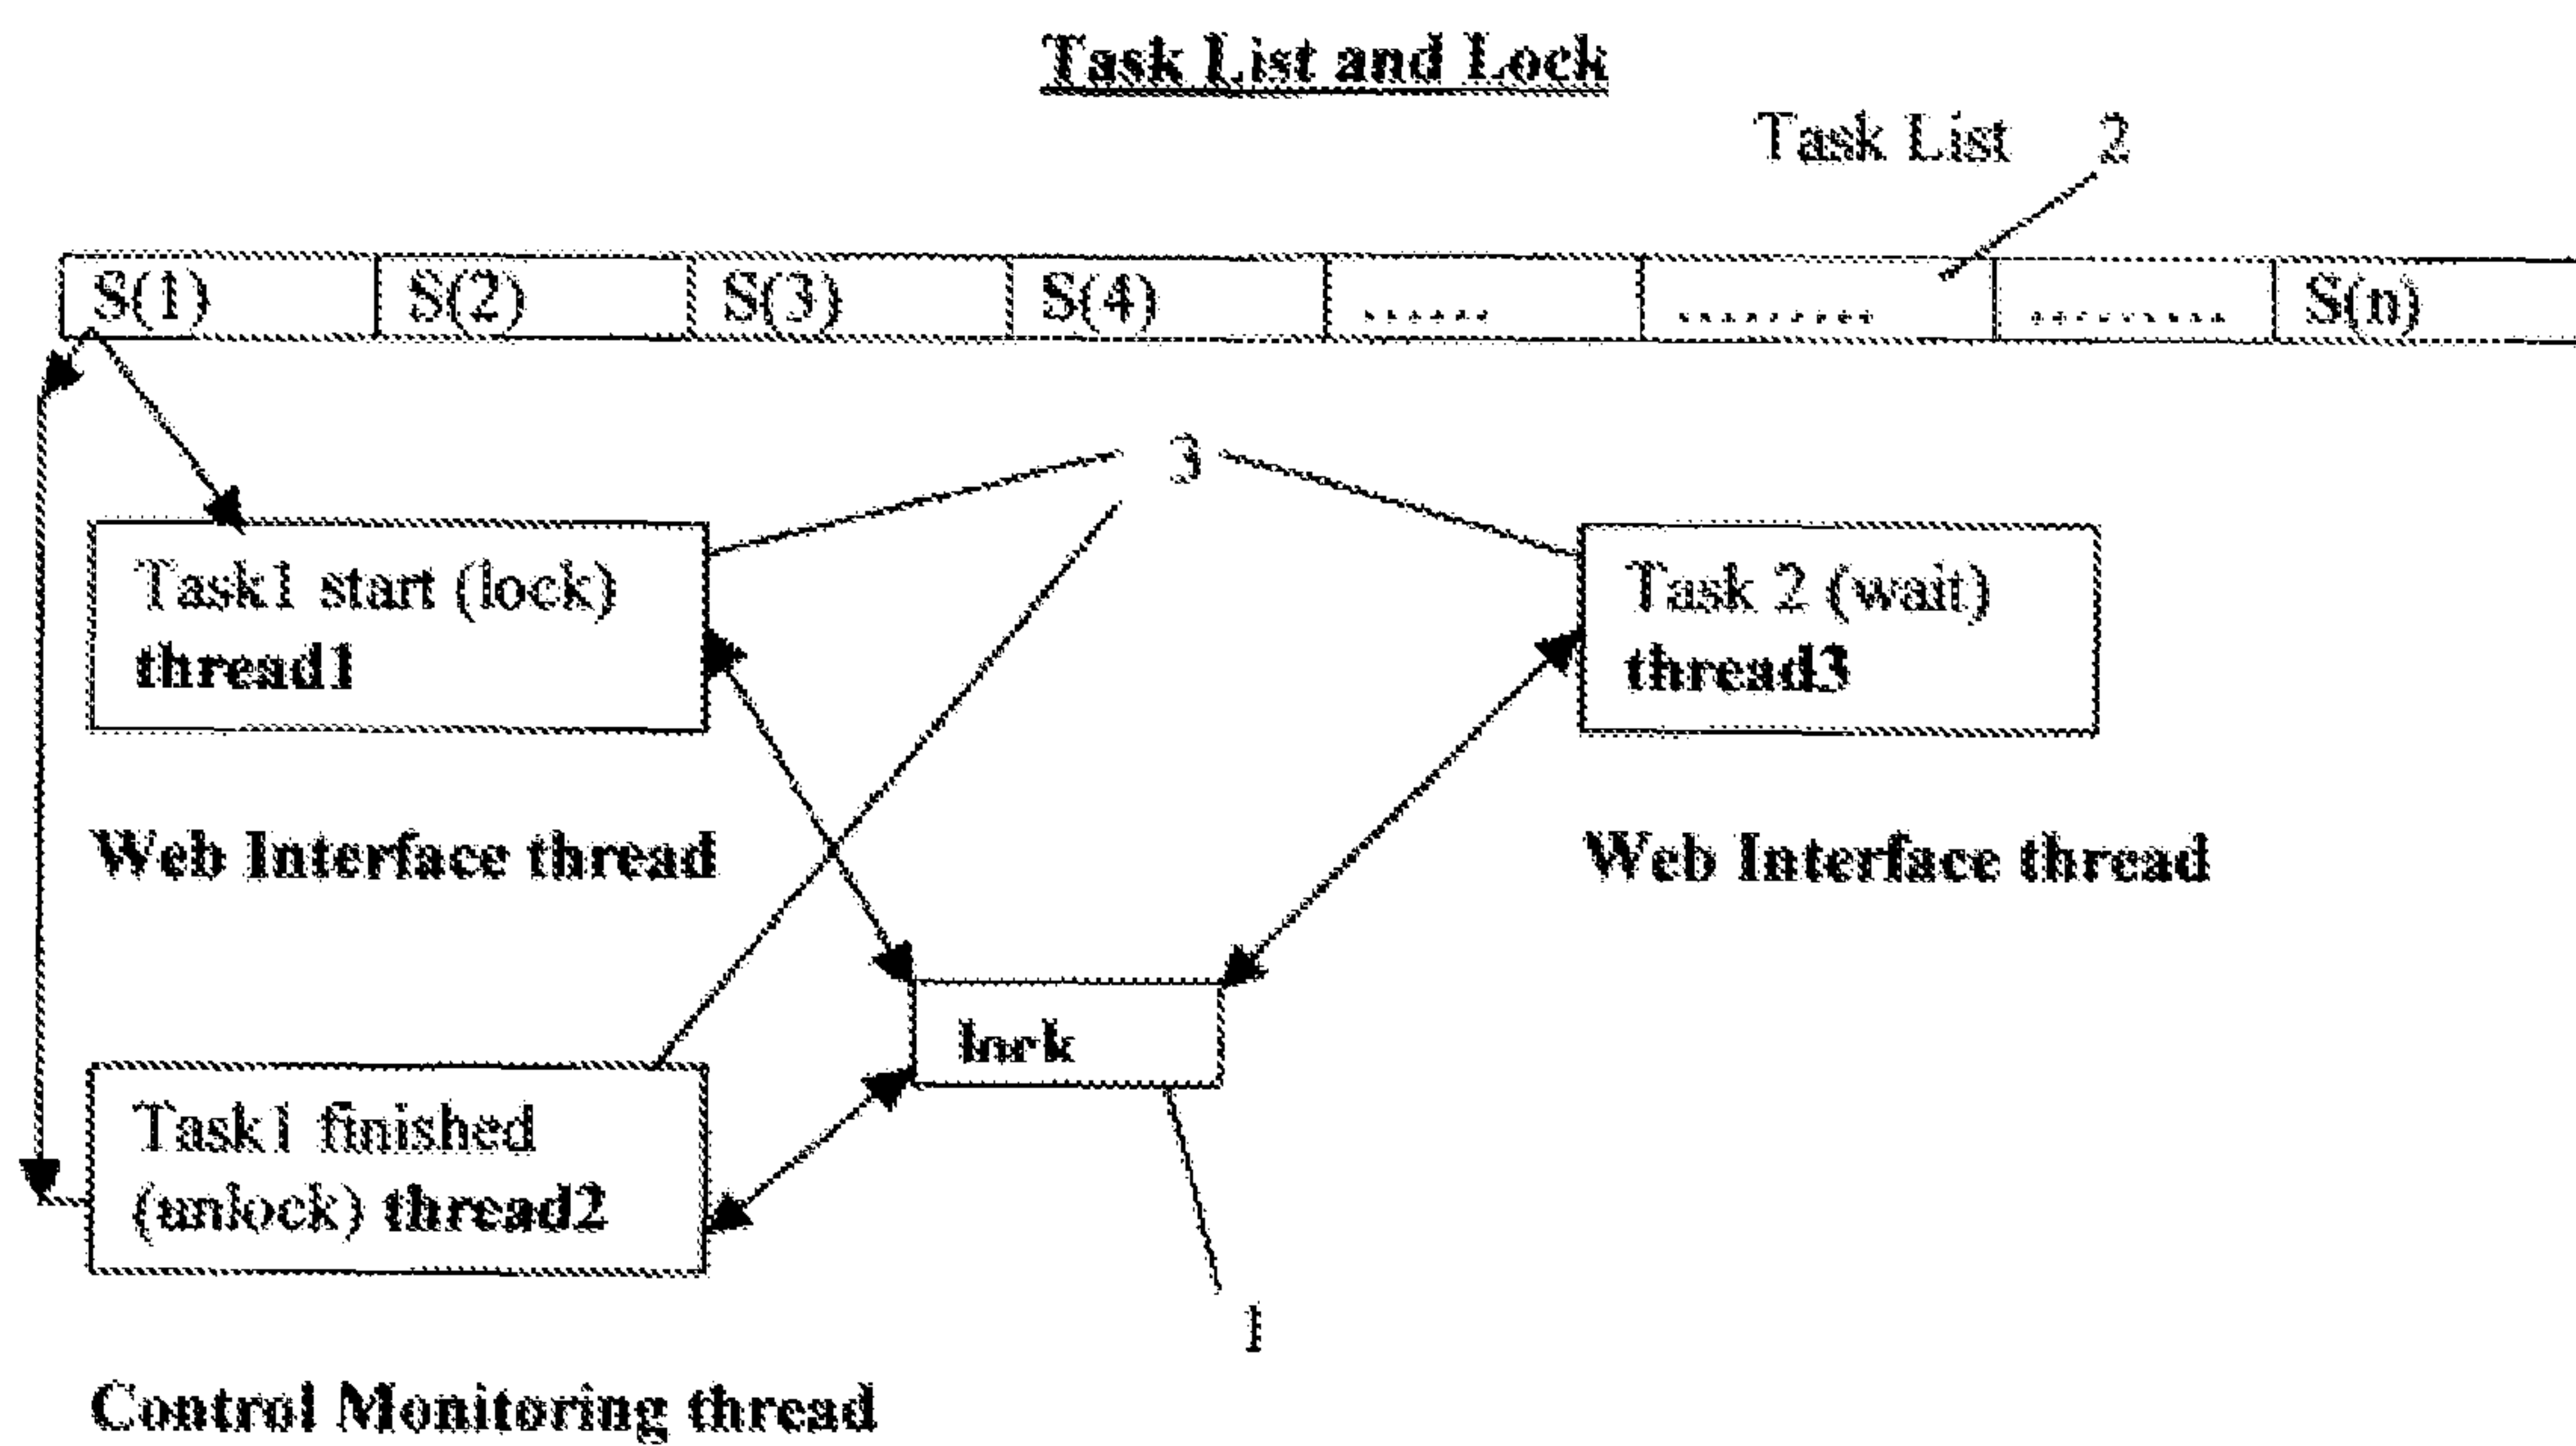 Task List and Lock
Task List 2
S(1) S(2) S(3) S(4) ...... ......... ......... S(n)
3
Task1 start (lock)
thread1
Task 2 (wait)
thread3
Web Interface thread
Web Interface thread
lock
Task1 finished
(unlock) thread2
1
Control Monitoring thread